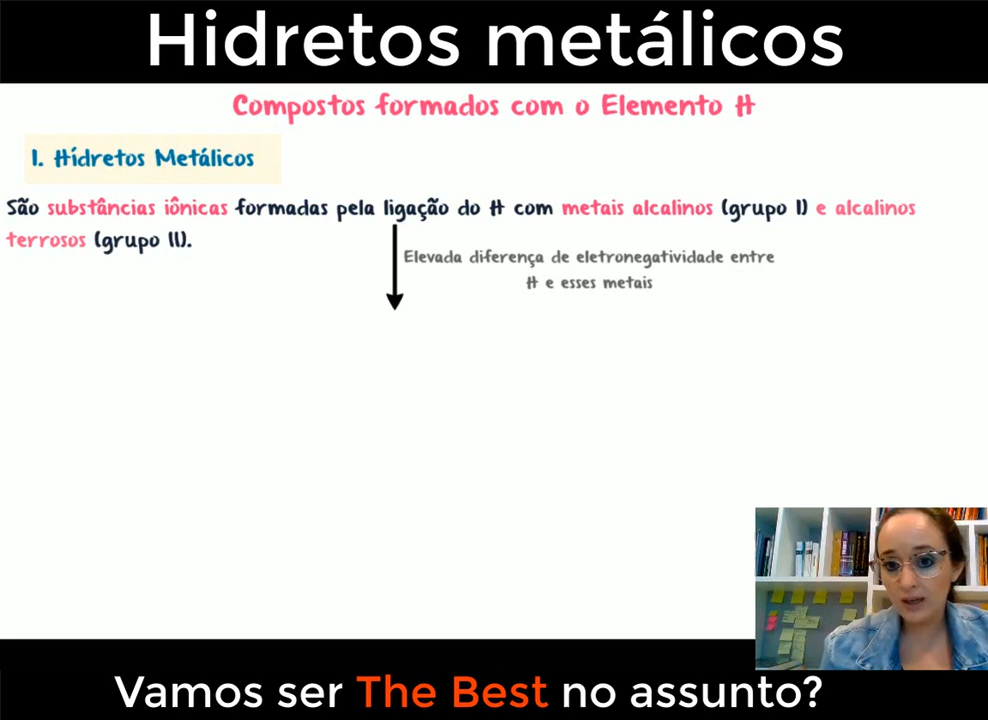 Hidretos metálicos
Compostos formados com o Elemento H
1. Hidretos Metálicos
São substâncias iônicas formadas pela ligação do H com metais alcalinos (grupo I) e alcalinos
terrosos (grupo II).
Elevada diferença de eletronegatividade entre
H e esses metais
Vamos ser The Best no assunto?